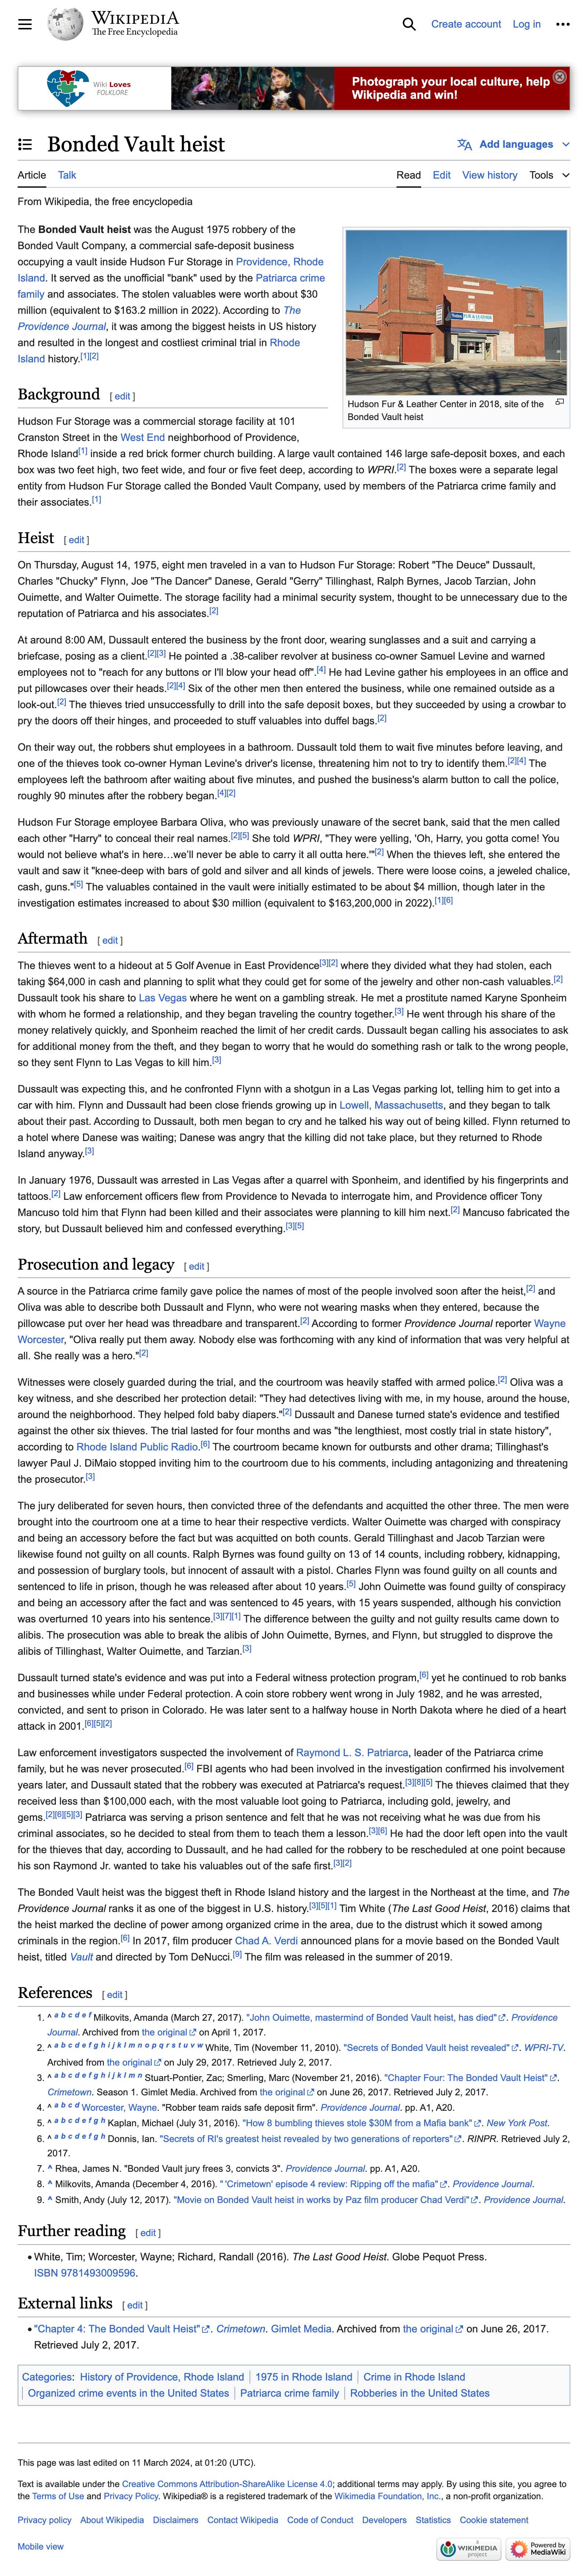 WIKIPEDIA
The Free Encyclopedia
Create account
Log in
Wiki Loves
FOLKLORE
Photograph your local culture, help
Wikipedia and win!
Bonded Vault heist
Add languages
Article
Talk
Read
Edit
View history
Tools
From Wikipedia, the free encyclopedia
The Bonded Vault heist was the August 1975 robbery of the
Bonded Vault Company, a commercial safe-deposit business
occupying a vault inside Hudson Fur Storage in Providence, Rhode
Island. It served as the unofficial "bank" used by the Patriarca crime
family and associates. The stolen valuables were worth about $30
million (equivalent to $163.2 million in 2022). According to The
Providence Journal, it was among the biggest heists in US history
and resulted in the longest and costliest criminal trial in Rhode
Island history.[1][2]
Hudson Fur & Leather Center in 2018, site of the
Bonded Vault heist
Background [ edit ]
Hudson Fur Storage was a commercial storage facility at 101
Cranston Street in the West End neighborhood of Providence,
Rhode Island[1] inside a red brick former church building. A large vault contained 146 large safe-deposit boxes, and each
box was two feet high, two feet wide, and four or five feet deep, according to WPRI.[2] The boxes were a separate legal
entity from Hudson Fur Storage called the Bonded Vault Company, used by members of the Patriarca crime family and
their associates.[1]
Heist [ edit ]
On Thursday, August 14, 1975, eight men traveled in a van to Hudson Fur Storage: Robert "The Deuce" Dussault,
Charles "Chucky" Flynn, Joe "The Dancer" Danese, Gerald "Gerry" Tillinghast, Ralph Byrnes, Jacob Tarzian, John
Ouimette, and Walter Ouimette. The storage facility had a minimal security system, thought to be unnecessary due to the
reputation of Patriarca and his associates.[2]
At around 8:00 AM, Dussault entered the business by the front door, wearing sunglasses and a suit and carrying a
briefcase, posing as a client.[2][3] He pointed a .38-caliber revolver at business co-owner Samuel Levine and warned
employees not to "reach for any buttons or I'll blow your head off".[4] He had Levine gather his employees in an office and
put pillowcases over their heads.[2][4] Six of the other men then entered the business, while one remained outside as a
look-out.[2] The thieves tried unsuccessfully to drill into the safe deposit boxes, but they succeeded by using a crowbar to
pry the doors off their hinges, and proceeded to stuff valuables into duffel bags.[2]
On their way out, the robbers shut employees in a bathroom. Dussault told them to wait five minutes before leaving, and
one of the thieves took co-owner Hyman Levine's driver's license, threatening him not to try to identify them.[2][4] The
employees left the bathroom after waiting about five minutes, and pushed the business's alarm button to call the police,
roughly 90 minutes after the robbery began.[4][2]
Hudson Fur Storage employee Barbara Oliva, who was previously unaware of the secret bank, said that the men called
each other "Harry" to conceal their real names.[2][5] She told WPRI, "They were yelling, 'Oh, Harry, you gotta come! You
would not believe what's in here…we'll never be able to carry it all outta here.'"[2] When the thieves left, she entered the
vault and saw it "knee-deep with bars of gold and silver and all kinds of jewels. There were loose coins, a jeweled chalice,
cash, guns."[5] The valuables contained in the vault were initially estimated to be about $4 million, though later in the
investigation estimates increased to about $30 million (equivalent to $163,200,000 in 2022).[1][6]
Aftermath [ edit ]
The thieves went to a hideout at 5 Golf Avenue in East Providence[3][2] where they divided what they had stolen, each
taking $64,000 in cash and planning to split what they could get for some of the jewelry and other non-cash valuables.[2]
Dussault took his share to Las Vegas where he went on a gambling streak. He met a prostitute named Karyne Sponheim
with whom he formed a relationship, and they began traveling the country together.[3] He went through his share of the
money relatively quickly, and Sponheim reached the limit of her credit cards. Dussault began calling his associates to ask
for additional money from the theft, and they began to worry that he would do something rash or talk to the wrong people,
so they sent Flynn to Las Vegas to kill him.[3]
Dussault was expecting this, and he confronted Flynn with a shotgun in a Las Vegas parking lot, telling him to get into a
car with him. Flynn and Dussault had been close friends growing up in Lowell, Massachusetts, and they began to talk
about their past. According to Dussault, both men began to cry and he talked his way out of being killed. Flynn returned to
a hotel where Danese was waiting; Danese was angry that the killing did not take place, but they returned to Rhode
Island anyway.[3]
In January 1976, Dussault was arrested in Las Vegas after a quarrel with Sponheim, and identified by his fingerprints and
tattoos.[2] Law enforcement officers flew from Providence to Nevada to interrogate him, and Providence officer Tony
Mancuso told him that Flynn had been killed and their associates were planning to kill him next.[2] Mancuso fabricated the
story, but Dussault believed him and confessed everything.[3][5]
Prosecution and legacy [ edit ]
A source in the Patriarca crime family gave police the names of most of the people involved soon after the heist,[2] and
Oliva was able to describe both Dussault and Flynn, who were not wearing masks when they entered, because the
pillowcase put over her head was threadbare and transparent.[2] According to former Providence Journal reporter Wayne
Worcester, "Oliva really put them away. Nobody else was forthcoming with any kind of information that was very helpful at
all. She really was a hero."[2]
Witnesses were closely guarded during the trial, and the courtroom was heavily staffed with armed police.[2] Oliva was a
key witness, and she described her protection detail: "They had detectives living with me, in my house, around the house,
around the neighborhood. They helped fold baby diapers."[2] Dussault and Danese turned state's evidence and testified
against the other six thieves. The trial lasted for four months and was "the lengthiest, most costly trial in state history",
according to Rhode Island Public Radio.[6] The courtroom became known for outbursts and other drama; Tillinghast's
lawyer Paul J. DiMaio stopped inviting him to the courtroom due to his comments, including antagonizing and threatening
the prosecutor.[3]
The jury deliberated for seven hours, then convicted three of the defendants and acquitted the other three. The men were
brought into the courtroom one at a time to hear their respective verdicts. Walter Ouimette was charged with conspiracy
and being an accessory before the fact but was acquitted on both counts. Gerald Tillinghast and Jacob Tarzian were
likewise found not guilty on all counts. Ralph Byrnes was found guilty on 13 of 14 counts, including robbery, kidnapping,
and possession of burglary tools, but innocent of assault with a pistol. Charles Flynn was found guilty on all counts and
sentenced to life in prison, though he was released after about 10 years.[5] John Ouimette was found guilty of conspiracy
and being an accessory after the fact and was sentenced to 45 years, with 15 years suspended, although his conviction
was overturned 10 years into his sentence.[3][7][1] The difference between the guilty and not guilty results came down to
alibis. The prosecution was able to break the alibis of John Ouimette, Byrnes, and Flynn, but struggled to disprove the
alibis of Tillinghast, Walter Ouimette, and Tarzian.[3]
Dussault turned state's evidence and was put into a Federal witness protection program,[6] yet he continued to rob banks
and businesses while under Federal protection. A coin store robbery went wrong in July 1982, and he was arrested,
convicted, and sent to prison in Colorado. He was later sent to a halfway house in North Dakota where he died of a heart
attack in 2001.[6][5][2]
Law enforcement investigators suspected the involvement of Raymond L. S. Patriarca, leader of the Patriarca crime
family, but he was never prosecuted.[6] FBI agents who had been involved in the investigation confirmed his involvement
years later, and Dussault stated that the robbery was executed at Patriarca's request.[3][8][5] The thieves claimed that they
received less than $100,000 each, with the most valuable loot going to Patriarca, including gold, jewelry, and
gems.[2][6][5][3] Patriarca was serving a prison sentence and felt that he was not receiving what he was due from his
criminal associates, so he decided to steal from them to teach them a lesson.[3][6] He had the door left open into the vault
for the thieves that day, according to Dussault, and he had called for the robbery to be rescheduled at one point because
his son Raymond Jr. wanted to take his valuables out of the safe first.[3][2]
The Bonded Vault heist was the biggest theft in Rhode Island history and the largest in the Northeast at the time, and The
Providence Journal ranks it as one of the biggest in U.S. history.[3][5][1] Tim White (The Last Good Heist, 2016) claims that
the heist marked the decline of power among organized crime in the area, due to the distrust which it sowed among
criminals in the region.[6] In 2017, film producer Chad A. Verdi announced plans for a movie based on the Bonded Vault
heist, titled Vault and directed by Tom DeNucci.[9] The film was released in the summer of 2019.
References [ edit ]
1. ^ a b c d e f Milkovits, Amanda (March 27, 2017). "John Ouimette, mastermind of Bonded Vault heist, has died". Providence
Journal. Archived from the original on April 1, 2017.
2. ^ a b c d e f g h i j k l m n o p q r s t u v w White, Tim (November 11, 2010). "Secrets of Bonded Vault heist revealed". WPRI-TV.
Archived from the original on July 29, 2017. Retrieved July 2, 2017.
3. ^ a b c d e f g h i j k l m n Stuart-Pontier, Zac; Smerling, Marc (November 21, 2016). "Chapter Four: The Bonded Vault Heist".
Crimetown. Season 1. Gimlet Media. Archived from the original on June 26, 2017. Retrieved July 2, 2017.
4. ^ a b c d Worcester, Wayne. "Robber team raids safe deposit firm". Providence Journal. pp. A1, A20.
5. ^ a b c d e f g h Kaplan, Michael (July 31, 2016). "How 8 bumbling thieves stole $30M from a Mafia bank". New York Post.
6. ^ a b c d e f g h Donnis, Ian. "Secrets of RI's greatest heist revealed by two generations of reporters". RINPR. Retrieved July 2,
2017.
7. ^ Rhea, James N. "Bonded Vault jury frees 3, convicts 3". Providence Journal. pp. A1, A20.
8. ^ Milkovits, Amanda (December 4, 2016). " 'Crimetown' episode 4 review: Ripping off the mafia". Providence Journal.
9. ^ Smith, Andy (July 12, 2017). "Movie on Bonded Vault heist in works by Paz film producer Chad Verdi". Providence Journal.
Further reading [ edit ]
• White, Tim; Worcester, Wayne; Richard, Randall (2016). The Last Good Heist. Globe Pequot Press.
ISBN 9781493009596.
External links [ edit ]
• "Chapter 4: The Bonded Vault Heist". Crimetown. Gimlet Media. Archived from the original on June 26, 2017.
Retrieved July 2, 2017.
Categories: History of Providence, Rhode Island | 1975 in Rhode Island | Crime in Rhode Island
| Organized crime events in the United States | Patriarca crime family | Robberies in the United States
This page was last edited on 11 March 2024, at 01:20 (UTC).
Text is available under the Creative Commons Attribution-ShareAlike License 4.0; additional terms may apply. By using this site, you agree to
the Terms of Use and Privacy Policy. Wikipedia® is a registered trademark of the Wikimedia Foundation, Inc., a non-profit organization.
Privacy policy
About Wikipedia
Disclaimers
Contact Wikipedia
Code of Conduct
Developers
Statistics
Cookie statement
Mobile view
A
WIKIMEDIA
project
Powered by
MediaWiki